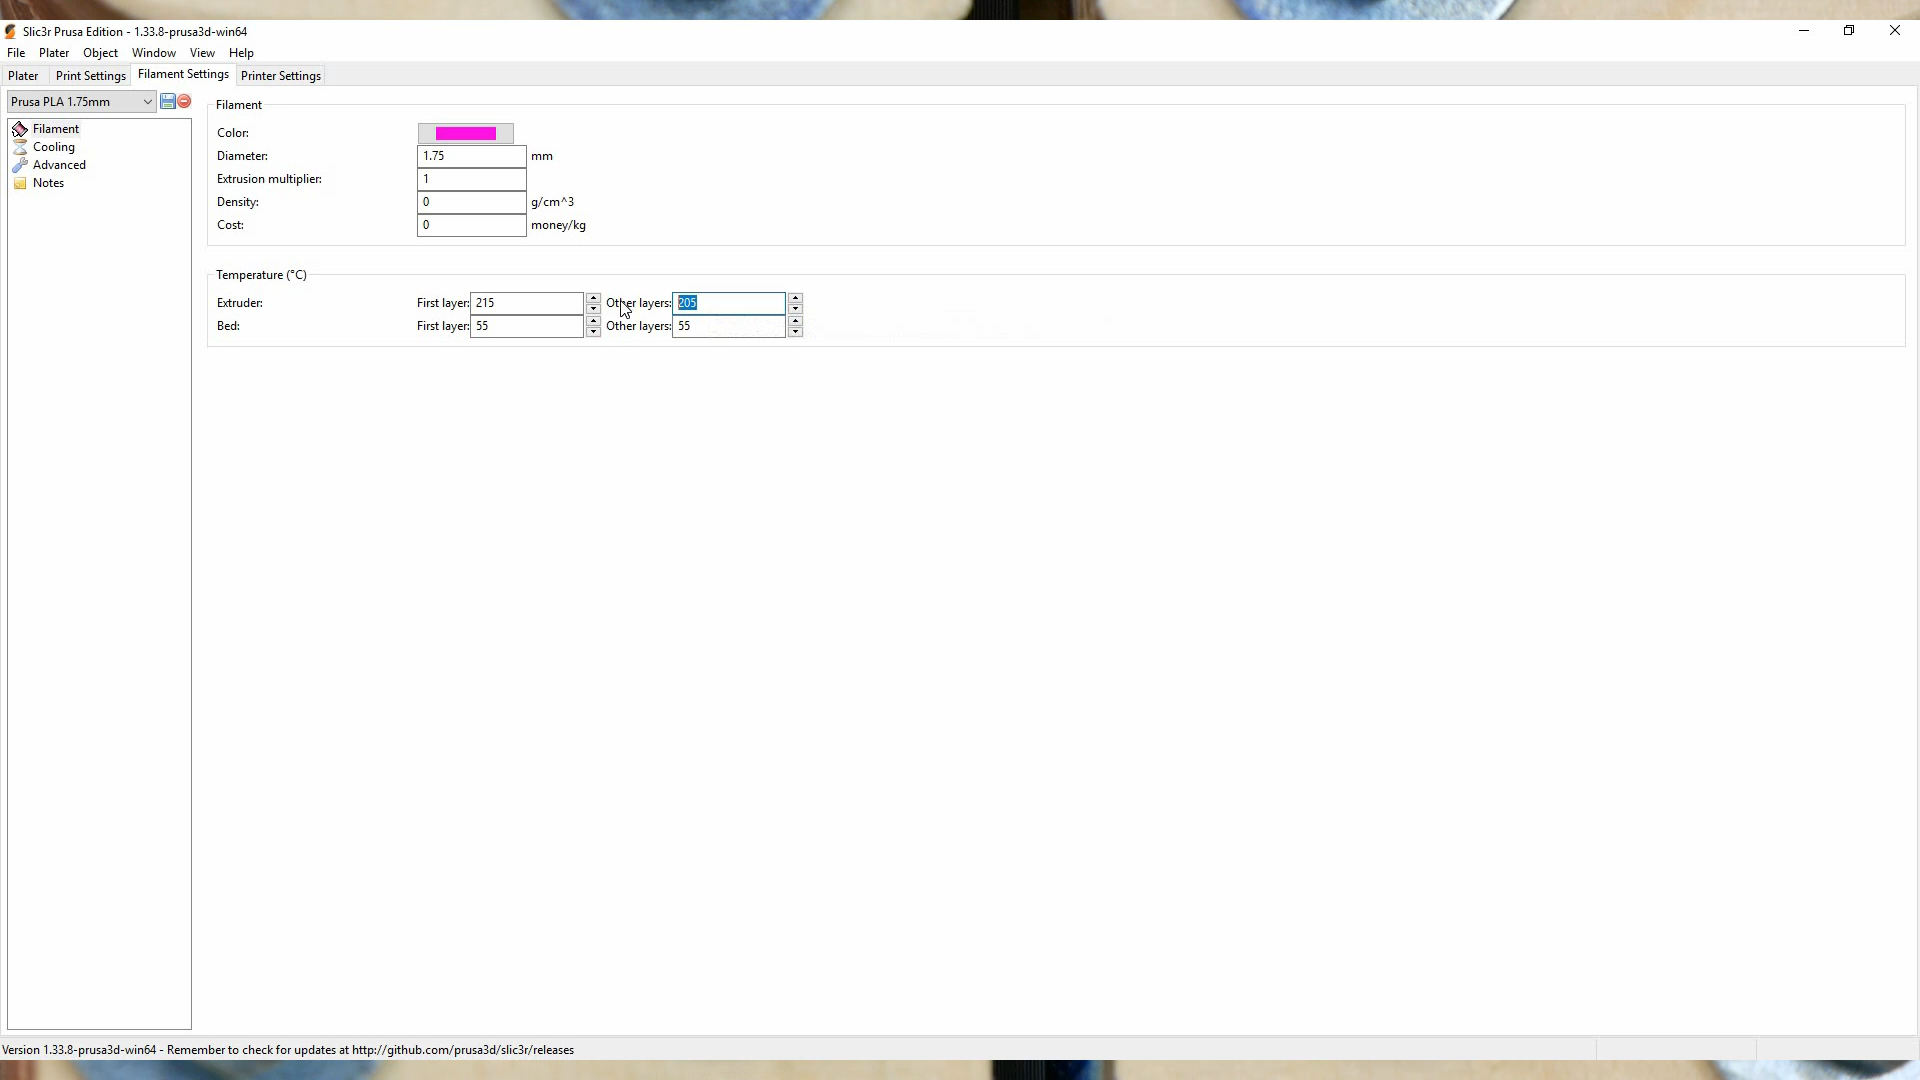 Slic3r Prusa Edition - 1.33.8-prusa3d-win64
File Plater Object Window View Help
Plater Print Settings Filament Settings Printer Settings
Prusa PLA 1.75mm
Filament
Cooling
Advanced
Notes
Filament
Color:
Diameter: 1.75 mm
Extrusion multiplier: 1
Density: 0 g/cm^3
Cost: 0 money/kg
Temperature (°C)
Extruder: First layer: 215 Other layers: 205
Bed: First layer: 55 Other layers: 55
Version 1.33.8-prusa3d-win64 - Remember to check for updates at http://github.com/prusa3d/slic3r/releases